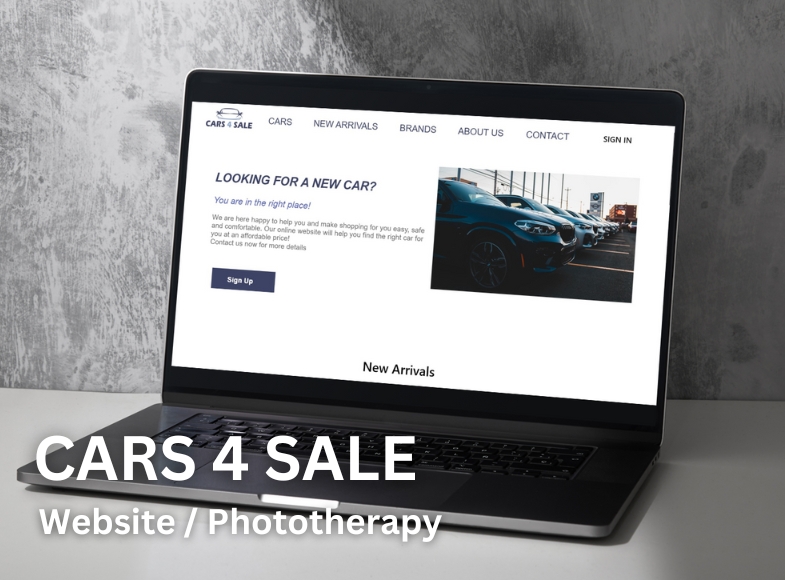 CARS 4 SALE
CARS
NEW ARRIVALS
BRANDS
ABOUT US
CONTACT
SIGN IN
LOOKING FOR A NEW CAR?
You are in the right place!
We are here happy to help you and make shopping for you easy, safe
and comfortable. Our online website will help you find the right car for
you at an affordable price!
Contact us now for more details
Sign Up
New Arrivals
CARS 4 SALE
Website / Phototherapy